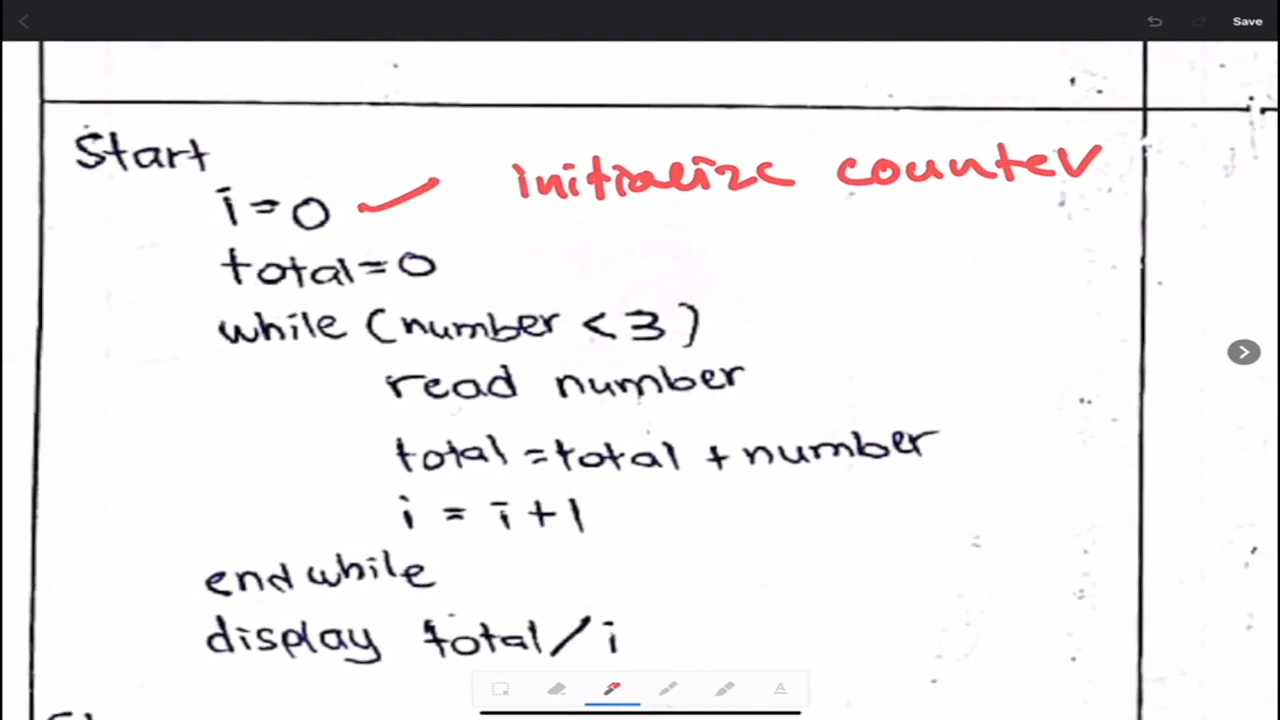 Save
Start
i=0 initialize counter
total=0
while (number <3)
read number
total = total + number
i = i+1
endwhile
display total/i
A